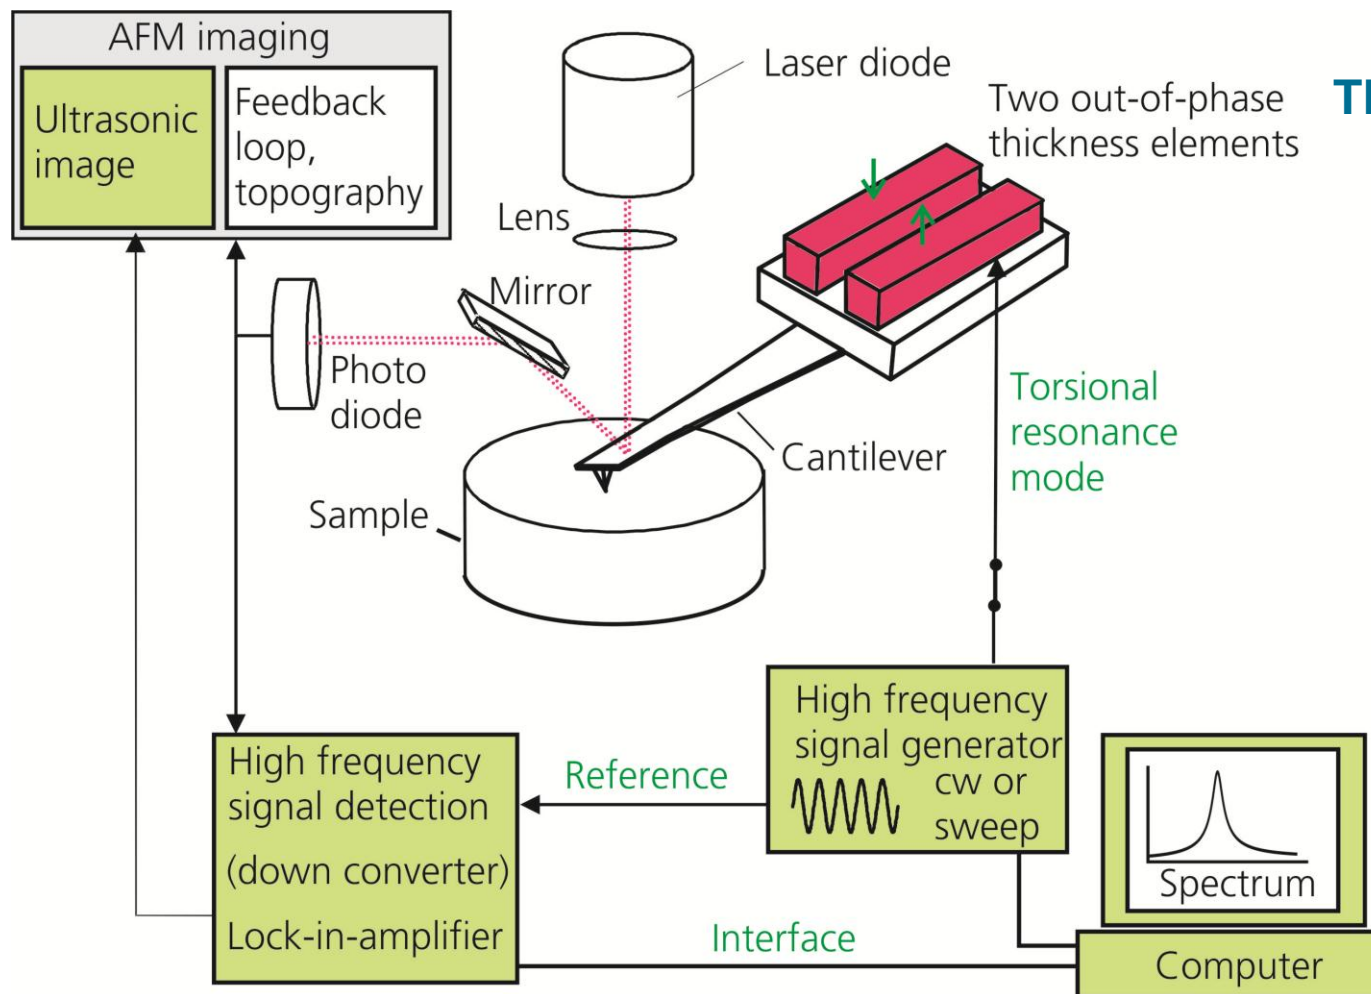 AFM imaging
Ultrasonic
image
Feedback
loop,
topography
Laser diode
Two out-of-phase
thickness elements
Lens
Mirror
Photo
diode
Cantilever
Torsional
resonance
mode
Sample
High frequency
signal generator
cw or
sweep
High frequency
signal detection
(down converter)
Lock-in-amplifier
Reference
Interface
Spectrum
Computer